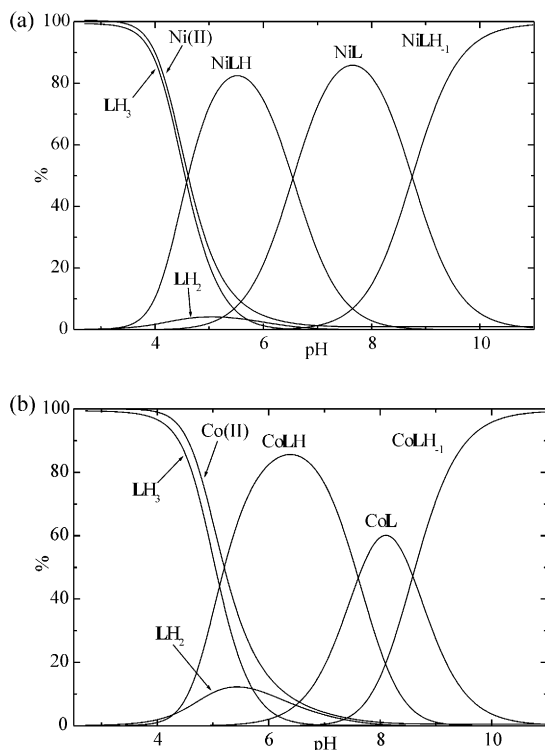 (a)
100
80
60
40
20
0
%
Ni(II)
LH₃
NiLH
NiL
NiLH₋₁
LH₂
4 6 8 10
pH
(b)
100
80
60
40
20
0
%
Co(II)
LH₃
CoLH
CoL
CoLH₋₁
LH₂
4 6 8 10
pH